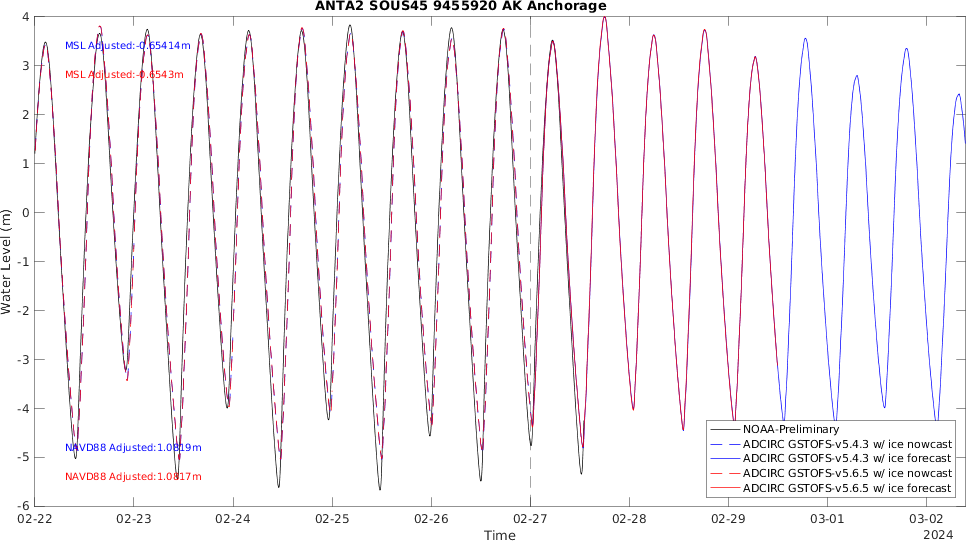 ANTA2 SOUS45 9455920 AK Anchorage
MSL Adjusted:-0.65414m
MSL Adjusted:-0.6543m
NAVD88 Adjusted:1.0819m
NAVD88 Adjusted:1.0817m
Water Level (m)
4
3
2
1
0
-1
-2
-3
-4
-5
-6
NOAA-Preliminary
ADCIRC GSTOFS-v5.4.3 w/ ice nowcast
ADCIRC GSTOFS-v5.4.3 w/ ice forecast
ADCIRC GSTOFS-v5.6.5 w/ ice nowcast
ADCIRC GSTOFS-v5.6.5 w/ ice forecast
02-22 02-23 02-24 02-25 02-26 02-27 02-28 02-29 03-01 03-02
Time
2024